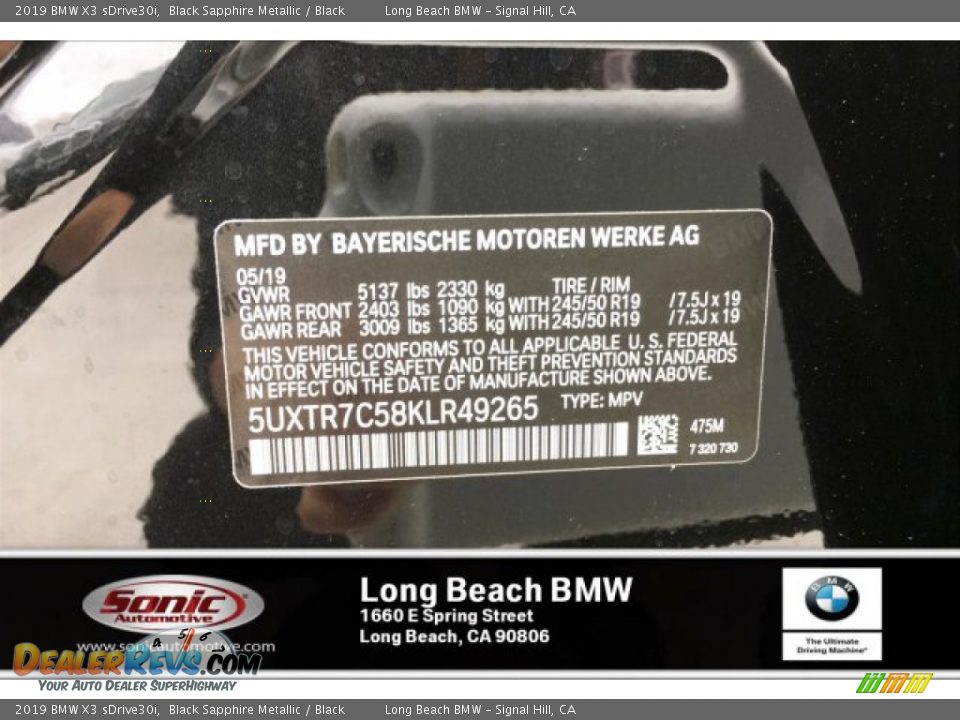 2019 BMW X3 sDrive30i, Black Sapphire Metallic / Black Long Beach BMW - Signal Hill, CA
MFD BY BAYERISCHE MOTOREN WERKE AG
05/19
GVWR 5137 lbs 2330 kg TIRE / RIM
GAWR FRONT 2403 lbs 1090 kg WITH 245/50 R19 /7.5J x 19
GAWR REAR 3009 lbs 1365 kg WITH 245/50 R19 /7.5J x 19
THIS VEHICLE CONFORMS TO ALL APPLICABLE U. S. FEDERAL
MOTOR VEHICLE SAFETY AND THEFT PREVENTION STANDARDS
IN EFFECT ON THE DATE OF MANUFACTURE SHOWN ABOVE.
5UXTR7C58KLR49265 TYPE: MPV
475M
7 320 730
Sonic
Automotive
www.sonicautomotive.com
Long Beach BMW
1660 E Spring Street
Long Beach, CA 90806
BMW
The Ultimate
Driving Machine®
4 5 6
DealerRevs.com
Your Auto Dealer SuperHighway
2019 BMW X3 sDrive30i, Black Sapphire Metallic / Black Long Beach BMW - Signal Hill, CA